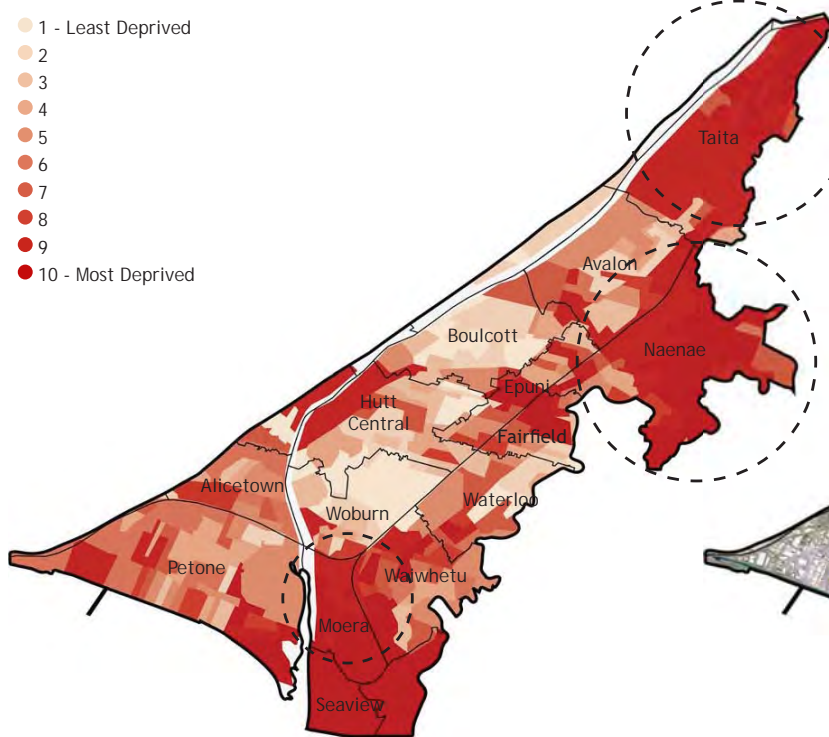 1 - Least Deprived
2
3
4
5
6
7
8
9
10 - Most Deprived
Taita
Avalon
Boulcott
Naenae
Epuni
Hutt
Central
Fairfield
Alicetown
Waterloo
Woburn
Petone
Waiwhetu
Moera
Seaview